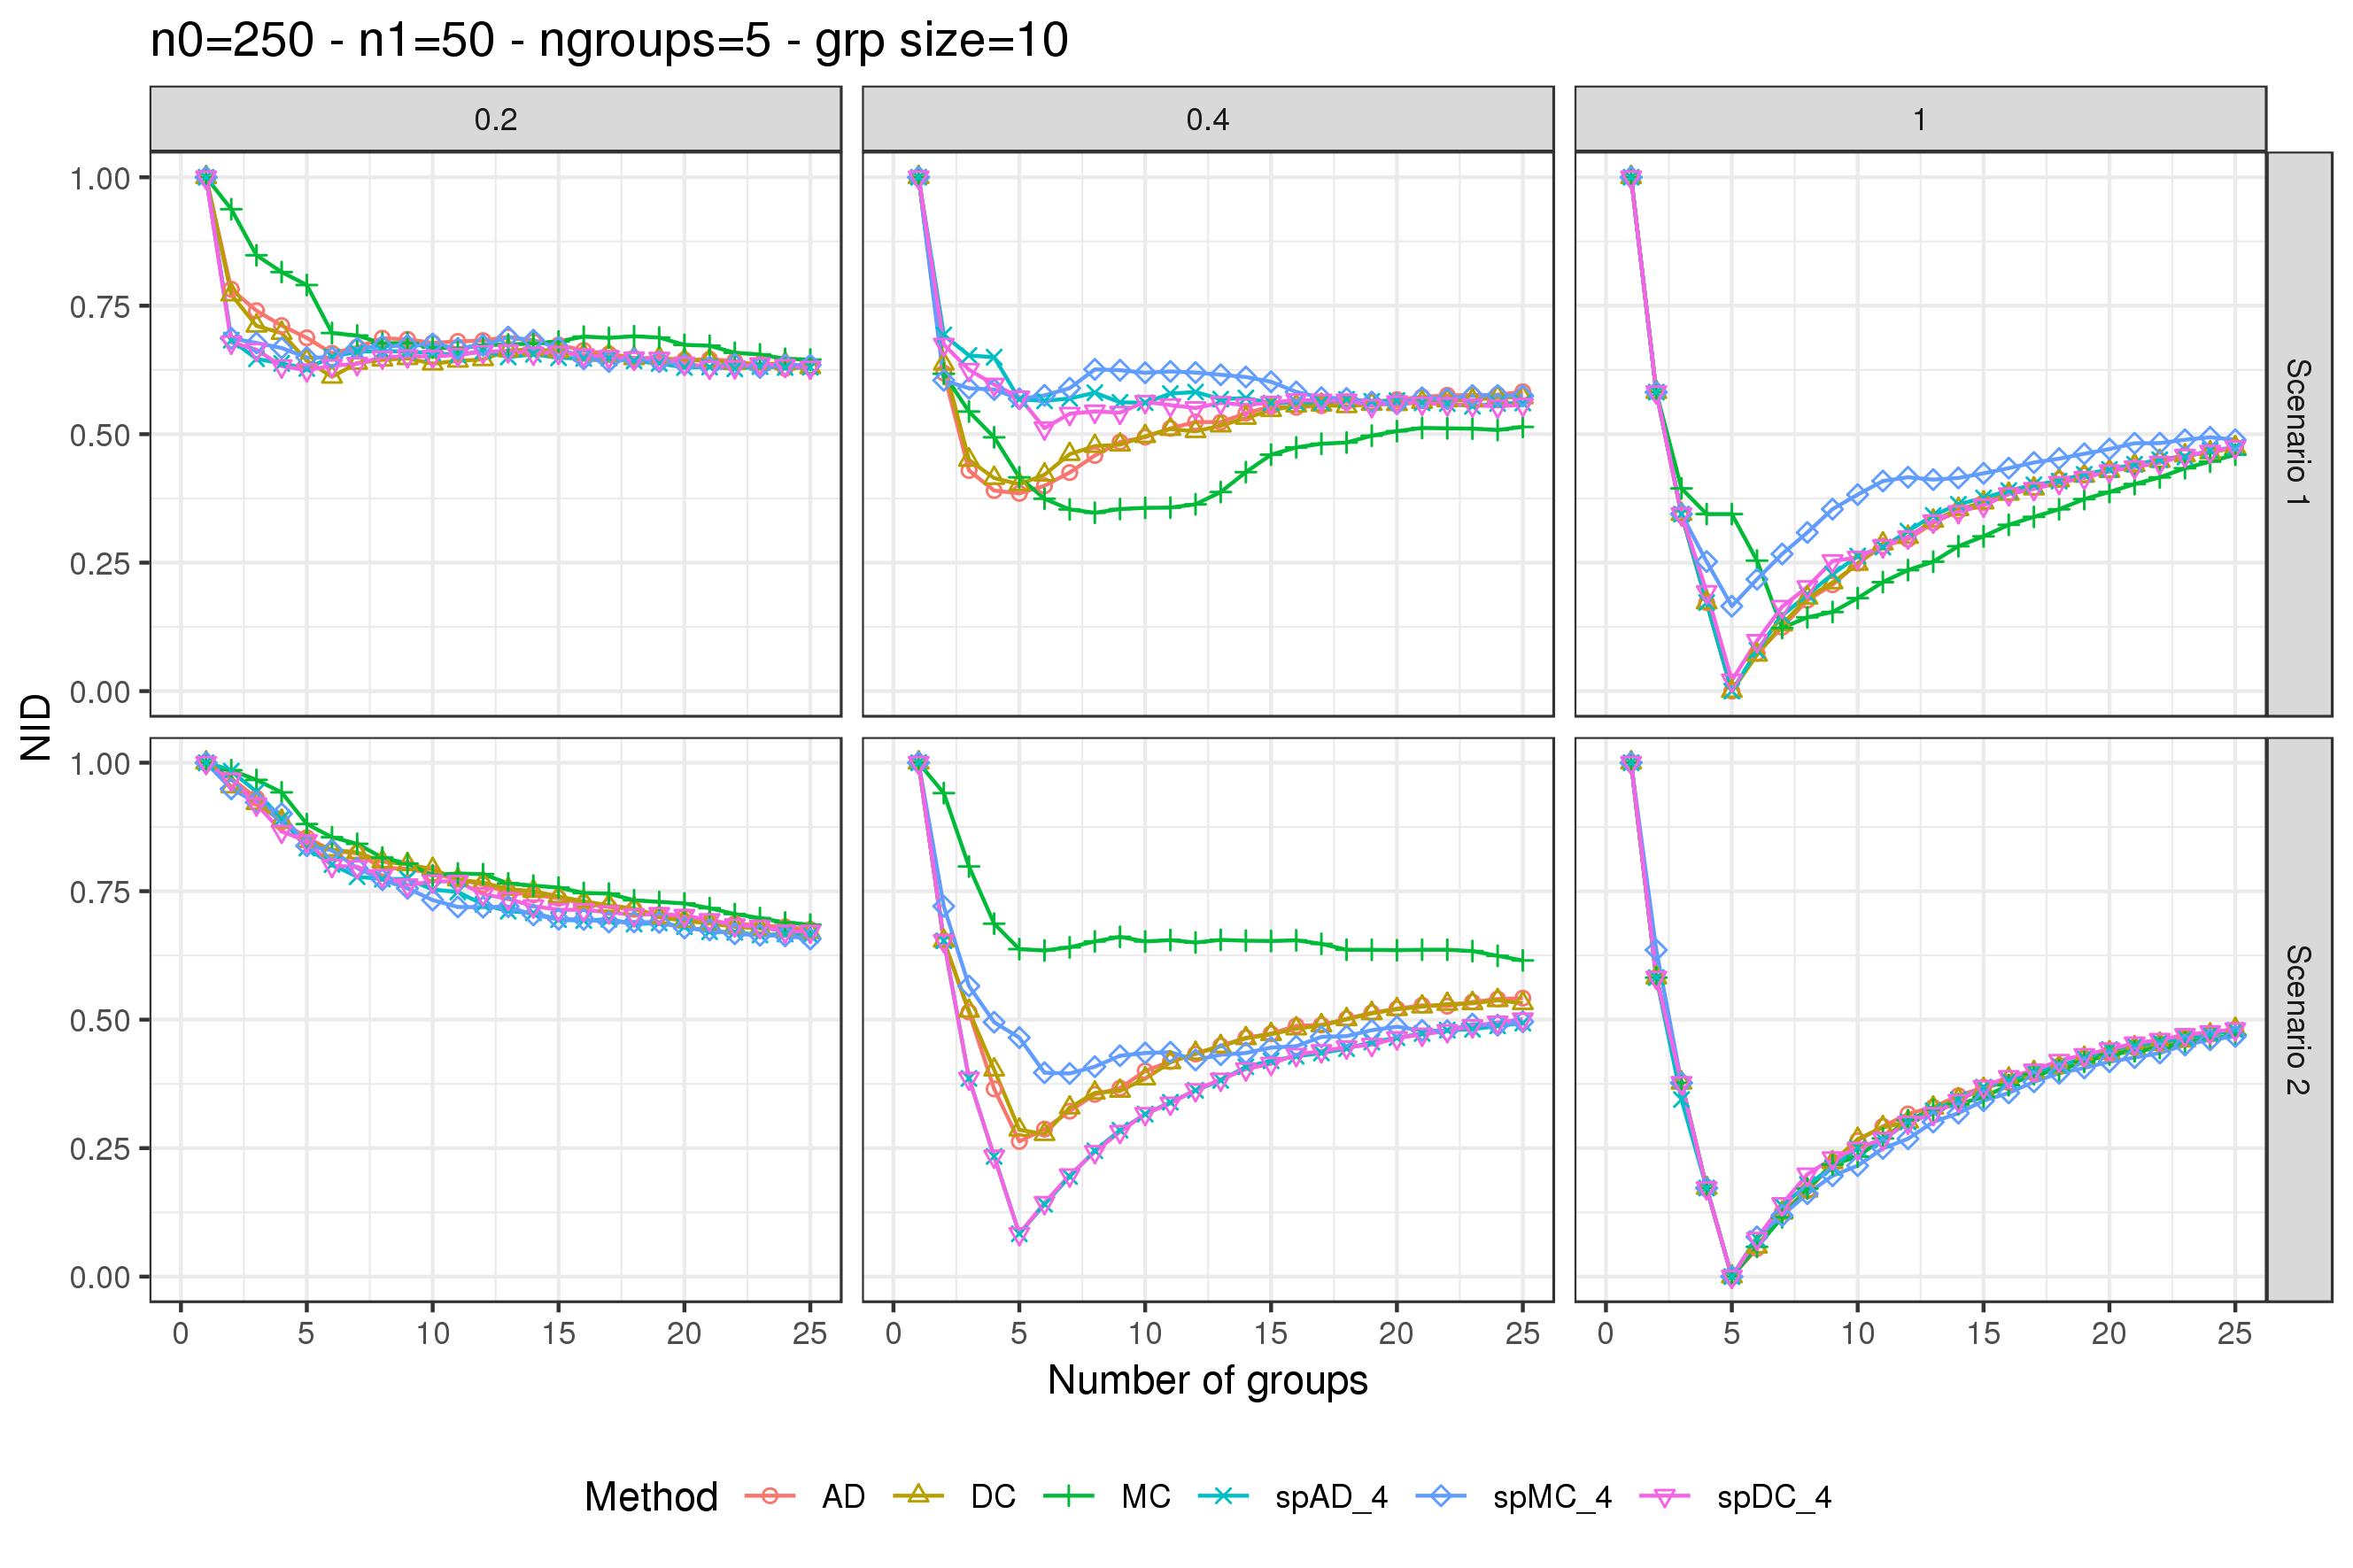 n0=250 - n1=50 - ngroups=5 - grp size=10
0.2 0.4 1
1.00
0.75
0.50
0.25
0.00
Scenario 1
NID
1.00
0.75
0.50
0.25
0.00
Scenario 2
0 5 10 15 20 25 0 5 10 15 20 25 0 5 10 15 20 25
Number of groups
Method AD DC MC spAD_4 spMC_4 spDC_4